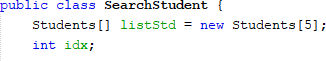 public class SearchStudent {
    Students[] listStd = new Students[5];
    int idx;